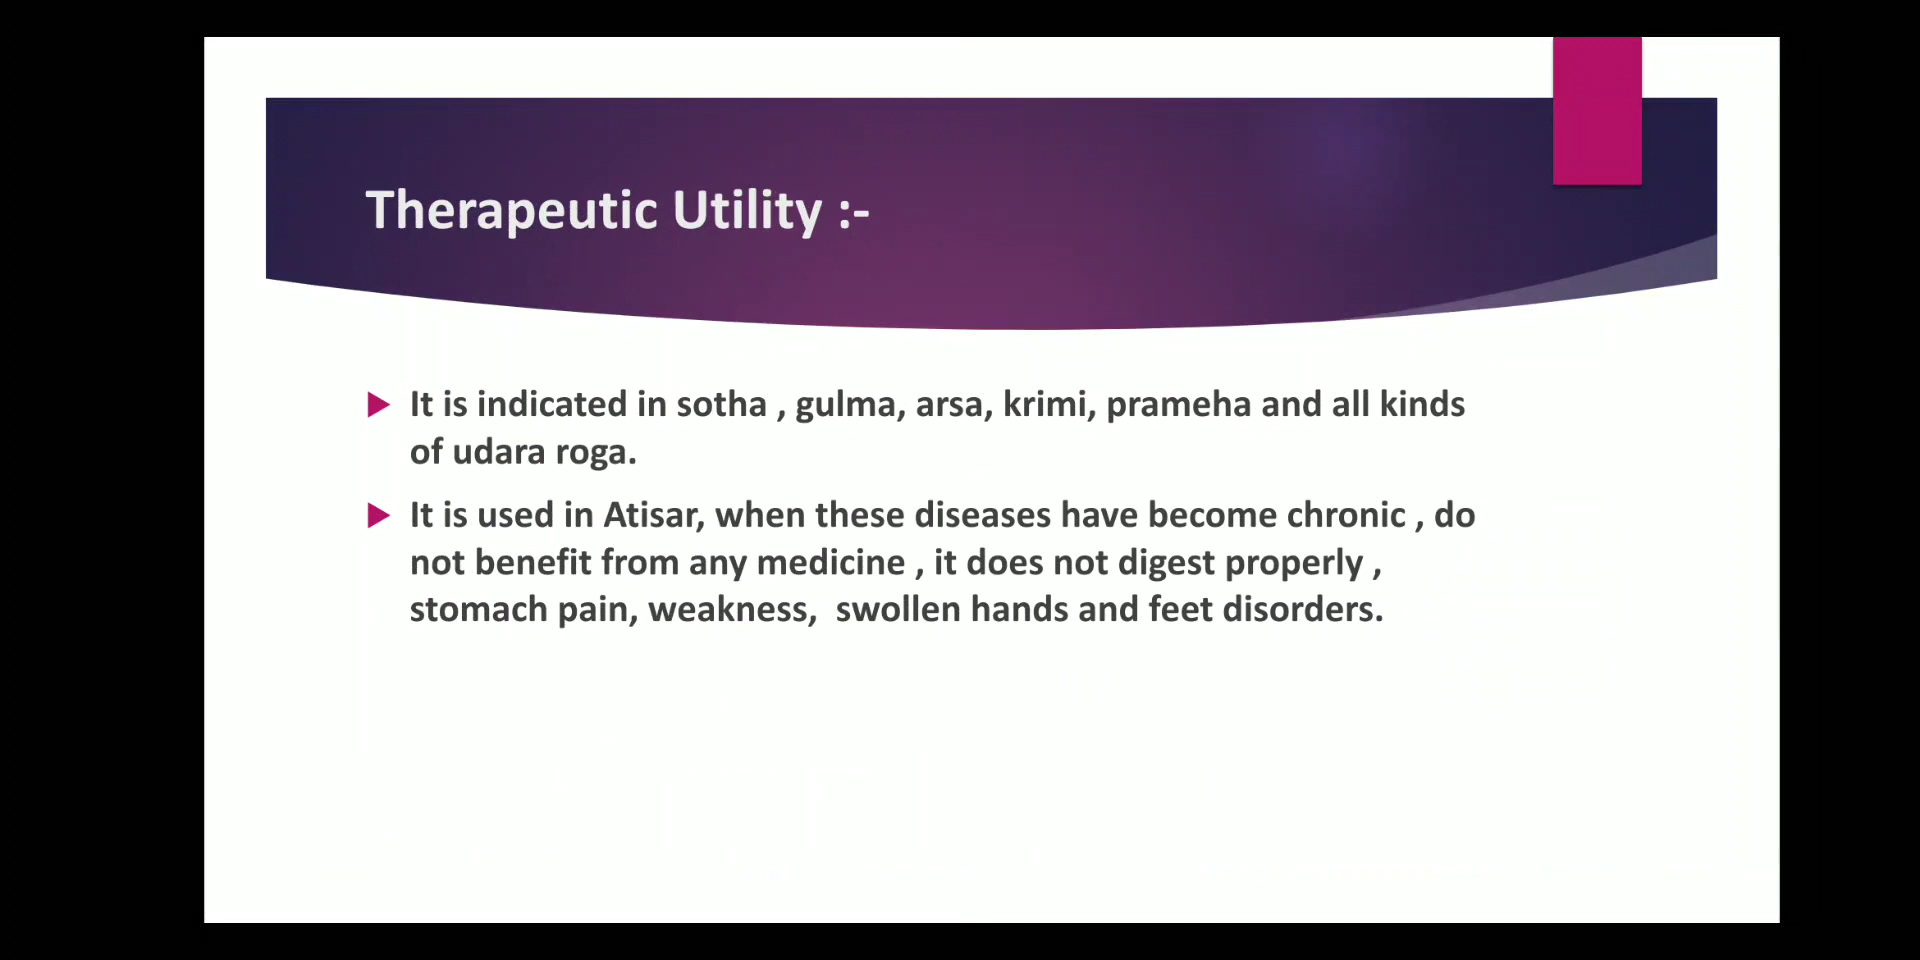 Therapeutic Utility :-
It is indicated in sotha , gulma, arsa, krimi, prameha and all kinds
of udara roga.
It is used in Atisar, when these diseases have become chronic , do
not benefit from any medicine , it does not digest properly ,
stomach pain, weakness,  swollen hands and feet disorders.